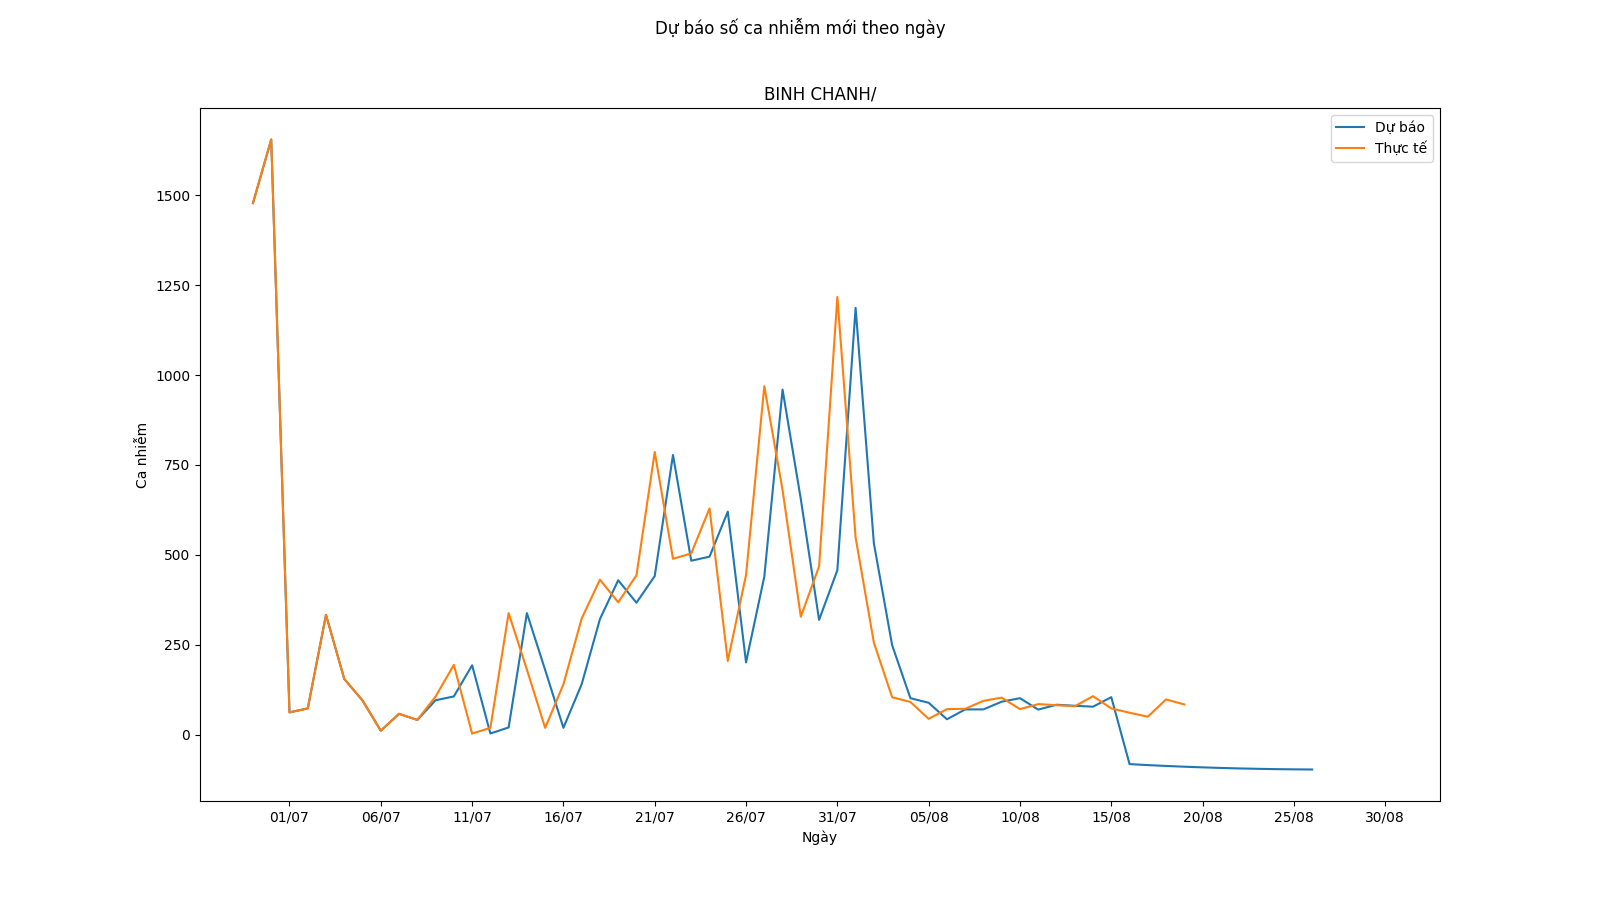 Dự báo số ca nhiễm mới theo ngày
BINH CHANH/
Dự báo
Thực tế
1500
1250
1000
750
500
250
0
Ca nhiễm
01/07 06/07 11/07 16/07 21/07 26/07 31/07 05/08 10/08 15/08 20/08 25/08 30/08
Ngày